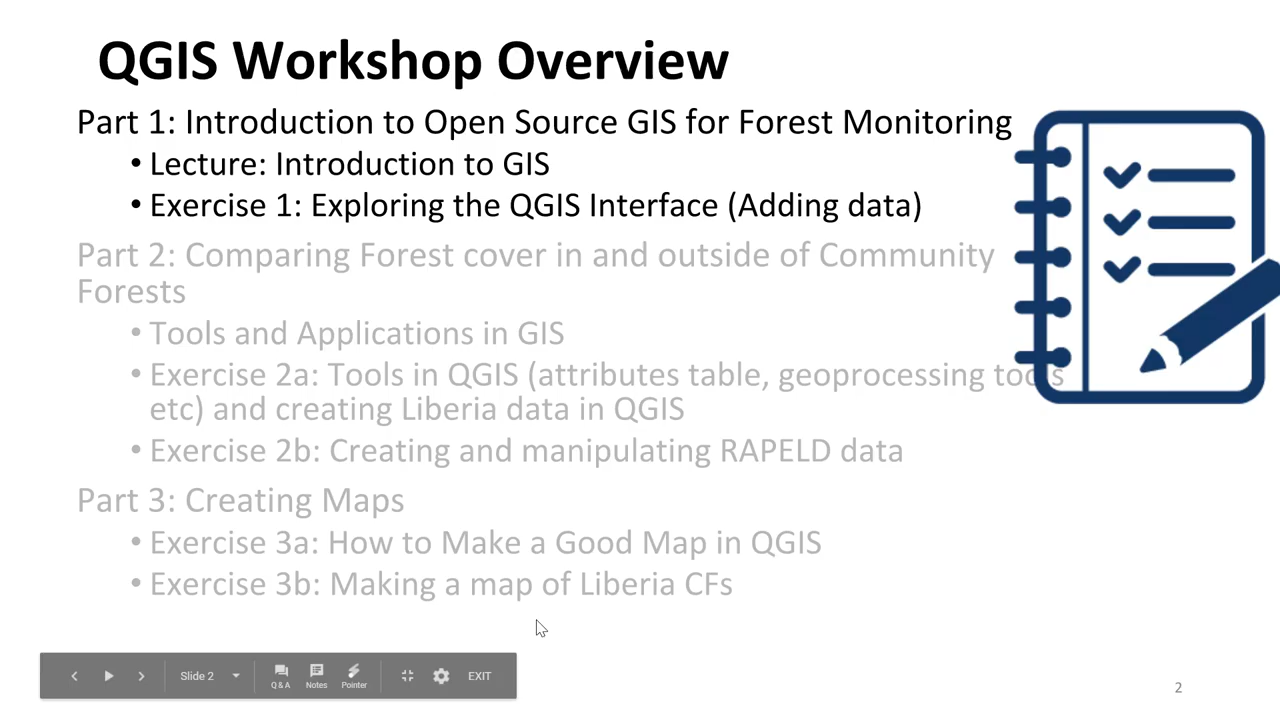 QGIS Workshop Overview
Part 1: Introduction to Open Source GIS for Forest Monitoring
• Lecture: Introduction to GIS
• Exercise 1: Exploring the QGIS Interface (Adding data)
Part 2: Comparing Forest cover in and outside of Community
Forests
• Tools and Applications in GIS
• Exercise 2a: Tools in QGIS (attributes table, geoprocessing tools
etc) and creating Liberia data in QGIS
• Exercise 2b: Creating and manipulating RAPELD data
Part 3: Creating Maps
• Exercise 3a: How to Make a Good Map in QGIS
• Exercise 3b: Making a map of Liberia CFs
Slide 2
Q & A
Notes
Pointer
EXIT
2